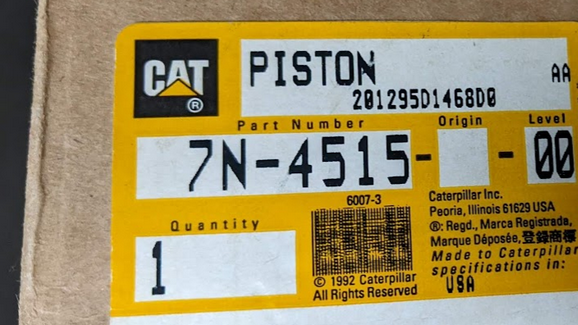 CAT
®
PISTON
AA
201295D1468D0
Part Number
Origin
Level
7N-4515-
-
00
6007-3
Quantity
1
© 1992 Caterpillar
All Rights Reserved
Caterpillar Inc.
Peoria, Illinois 61629 USA
®: Regd., Marca Registrada,
Marque Déposée, 登録商標
Made to Caterpillar
specifications in:
USA